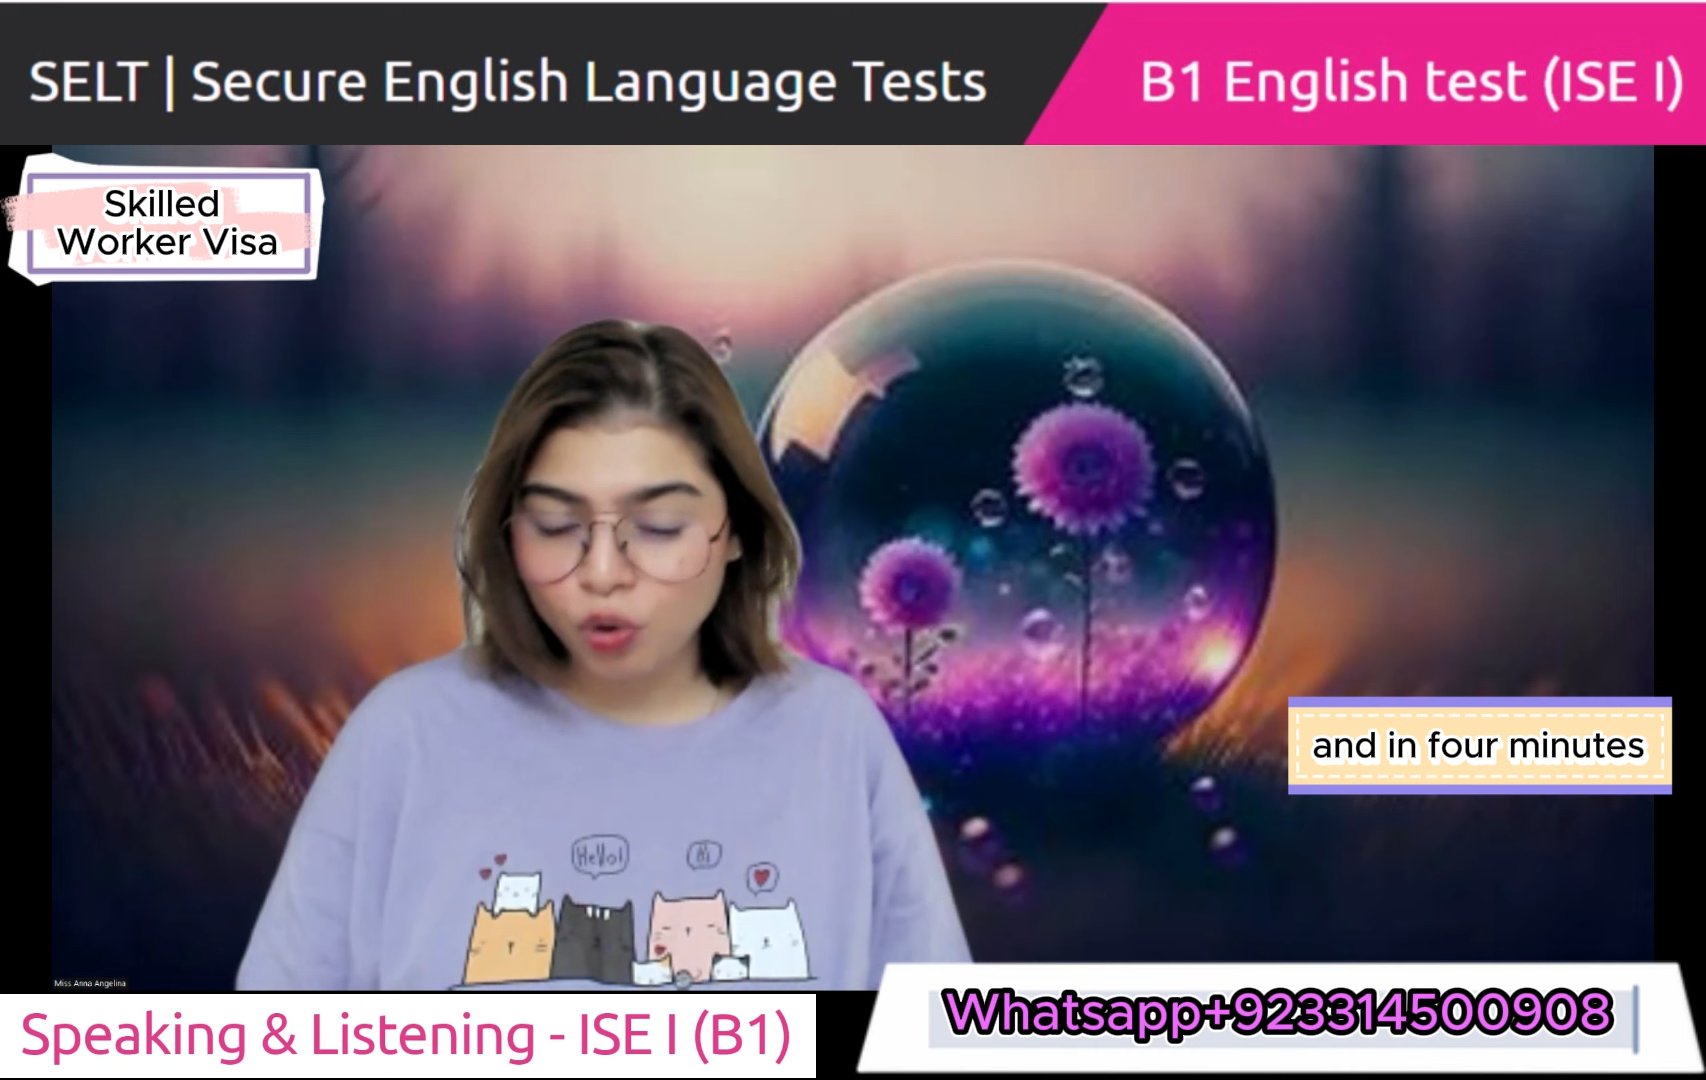 SELT | Secure English Language Tests
B1 English test (ISE I)
Skilled
Worker Visa
and in four minutes
Hello!
Hi
Miss Anna Angelina
Speaking & Listening - ISE I (B1)
Whatsapp+923314500908